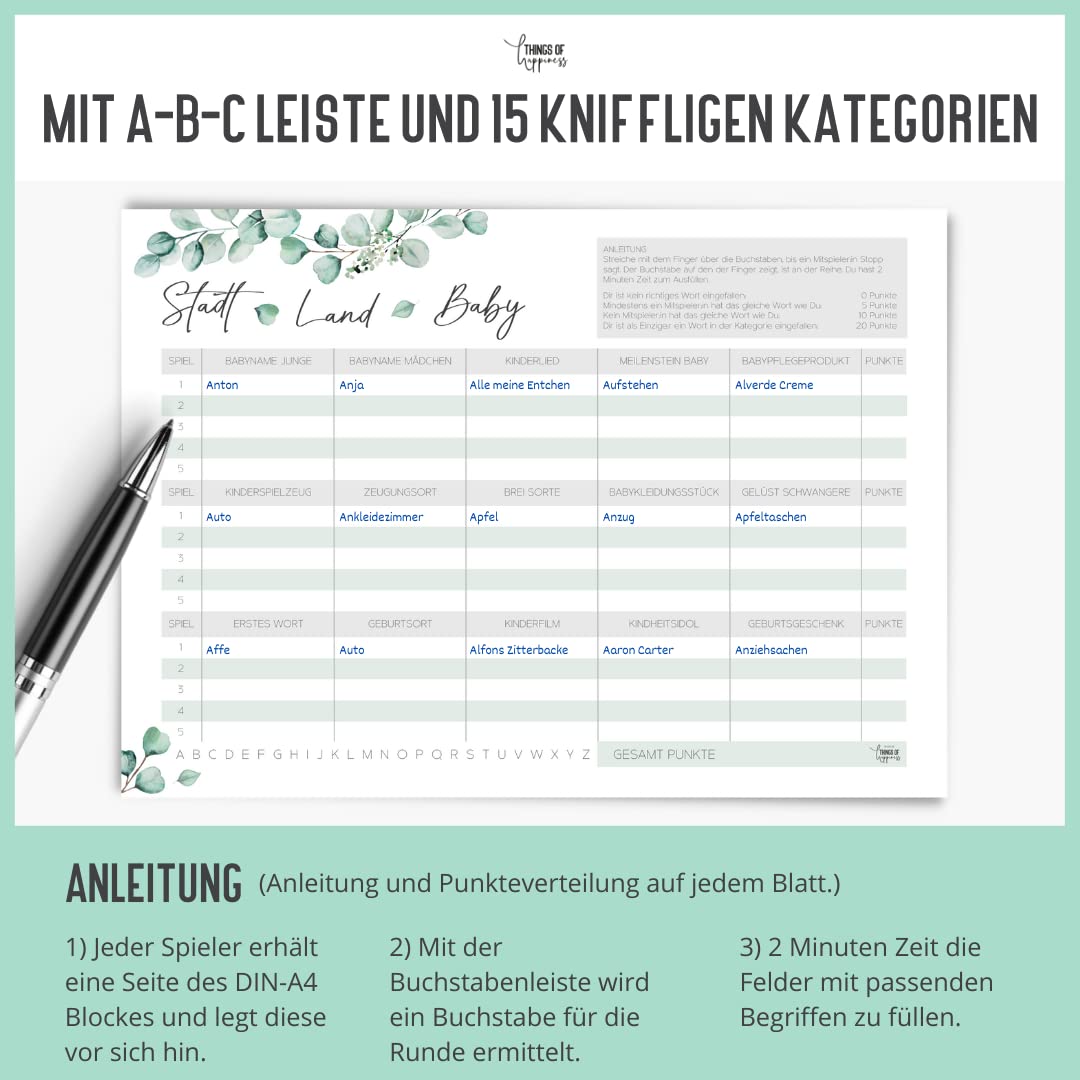 THINGS OF
happiness
MIT A-B-C LEISTE UND 15 KNIFFLIGEN KATEGORIEN
Stadt Land Baby
ANLEITUNG
Streiche mit dem Finger über die Buchstaben, bis ein Mitspieler:in Stopp
sagt. Der Buchstabe auf den der Finger zeigt, ist an der Reihe. Du hast 2
Minuten Zeit zum Ausfüllen.
Dir ist kein richtiges Wort eingefallen: 0 Punkte
Mindestens ein Mitspieler:in hat das gleiche Wort wie Du: 5 Punkte
Kein Mitspieler:in hat das gleiche Wort wie Du: 10 Punkte
Dir ist als Einziger ein Wort in der Kategorie eingefallen: 20 Punkte
SPIEL BABYNAME JUNGE BABYNAME MÄDCHEN KINDERLIED MEILENSTEIN BABY BABYPFLEGEPRODUKT PUNKTE
1 Anton Anja Alle meine Entchen Aufstehen Alverde Creme
2
3
4
5
SPIEL KINDERSPIELZEUG ZEUGUNGSORT BREI SORTE BABYKLEIDUNGSSTÜCK GELÜST SCHWANGERE PUNKTE
1 Auto Ankleidezimmer Apfel Anzug Apfeltaschen
2
3
4
5
SPIEL ERSTES WORT GEBURTSORT KINDERFILM KINDHEITSIDOL GEBURTSGESCHENK PUNKTE
1 Affe Auto Alfons Zitterbacke Aaron Carter Anziehsachen
2
3
4
5
A B C D E F G H I J K L M N O P Q R S T U V W X Y Z GESAMT PUNKTE
THINGS OF
happiness
ANLEITUNG (Anleitung und Punkteverteilung auf jedem Blatt.)
1) Jeder Spieler erhält
eine Seite des DIN-A4
Blockes und legt diese
vor sich hin.
2) Mit der
Buchstabenleiste wird
ein Buchstabe für die
Runde ermittelt.
3) 2 Minuten Zeit die
Felder mit passenden
Begriffen zu füllen.